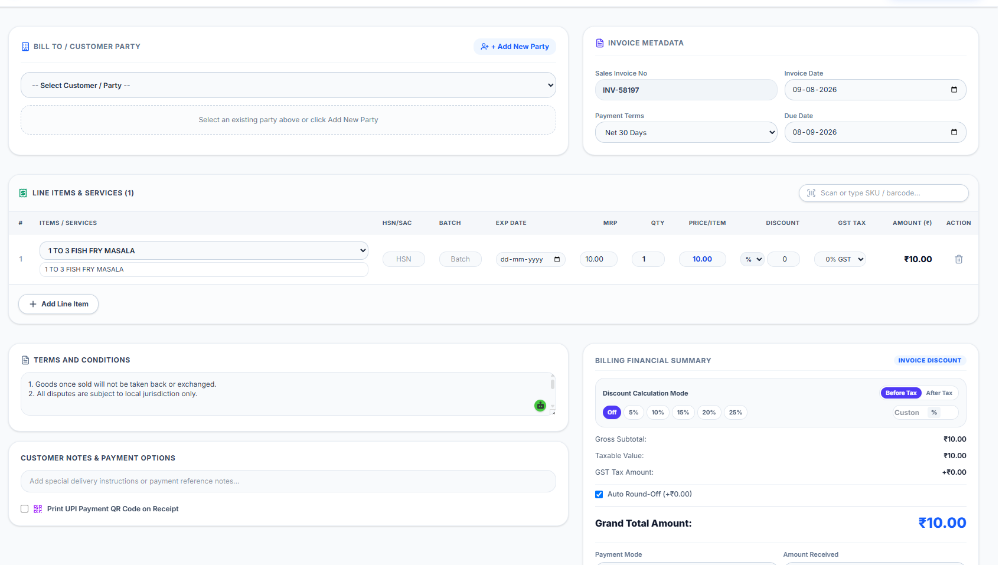 BILL TO / CUSTOMER PARTY
+ Add New Party
-- Select Customer / Party --
Select an existing party above or click Add New Party
INVOICE METADATA
Sales Invoice No
Invoice Date
INV-58197
09-08-2026
Payment Terms
Due Date
Net 30 Days
08-09-2026
LINE ITEMS & SERVICES (1)
Scan or type SKU / barcode...
# ITEMS / SERVICES HSN/SAC BATCH EXP DATE MRP QTY PRICE/ITEM DISCOUNT GST TAX AMOUNT (₹) ACTION
1 1 TO 3 FISH FRY MASALA HSN Batch dd-mm-yyyy 10.00 1 10.00 % 0 0% GST ₹10.00
1 TO 3 FISH FRY MASALA
Add Line Item
TERMS AND CONDITIONS
1. Goods once sold will not be taken back or exchanged.
2. All disputes are subject to local jurisdiction only.
CUSTOMER NOTES & PAYMENT OPTIONS
Add special delivery instructions or payment reference notes...
Print UPI Payment QR Code on Receipt
BILLING FINANCIAL SUMMARY
INVOICE DISCOUNT
Discount Calculation Mode
Before Tax After Tax
Off 5% 10% 15% 20% 25% Custon %
Gross Subtotal: ₹10.00
Taxable Value: ₹10.00
GST Tax Amount: +₹0.00
Auto Round-Off (+₹0.00)
Grand Total Amount: ₹10.00
Payment Mode
Amount Received